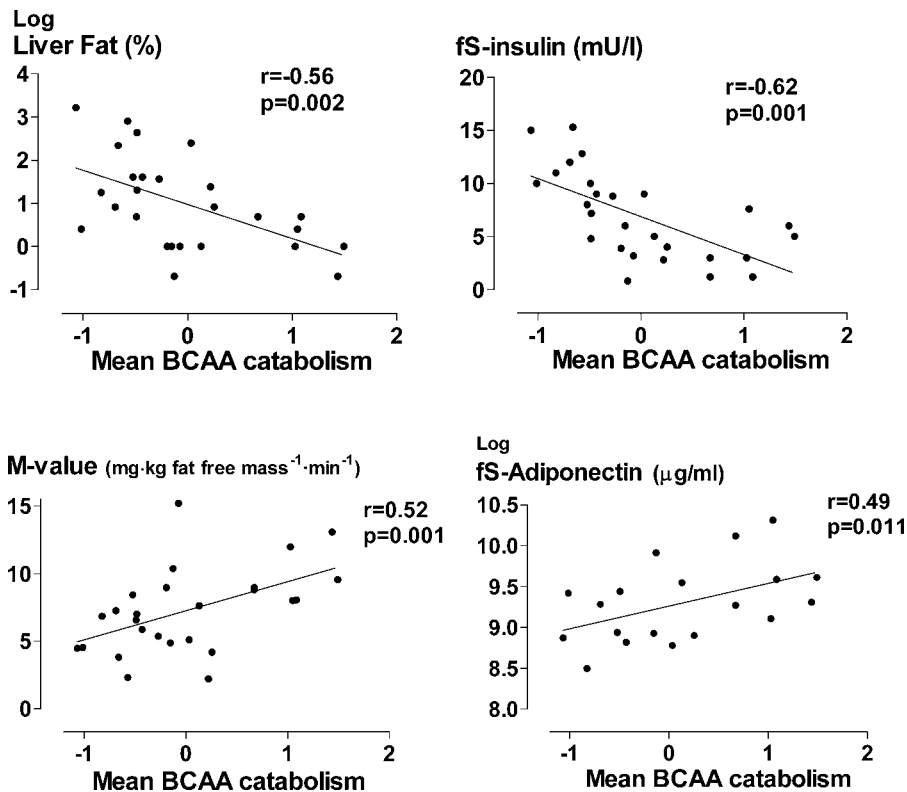 Log
Liver Fat (%)
r=-0.56
p=0.002
4
3
2
1
0
-1
-1 0 1 2
Mean BCAA catabolism
fS-insulin (mU/l)
r=-0.62
p=0.001
20
15
10
5
0
-1 0 1 2
Mean BCAA catabolism
M-value (mg·kg fat free mass⁻¹·min⁻¹)
r=0.52
p=0.001
15
10
5
0
-1 0 1 2
Mean BCAA catabolism
Log
fS-Adiponectin (μg/ml)
r=0.49
p=0.011
10.5
10.0
9.5
9.0
8.5
8.0
-1 0 1 2
Mean BCAA catabolism